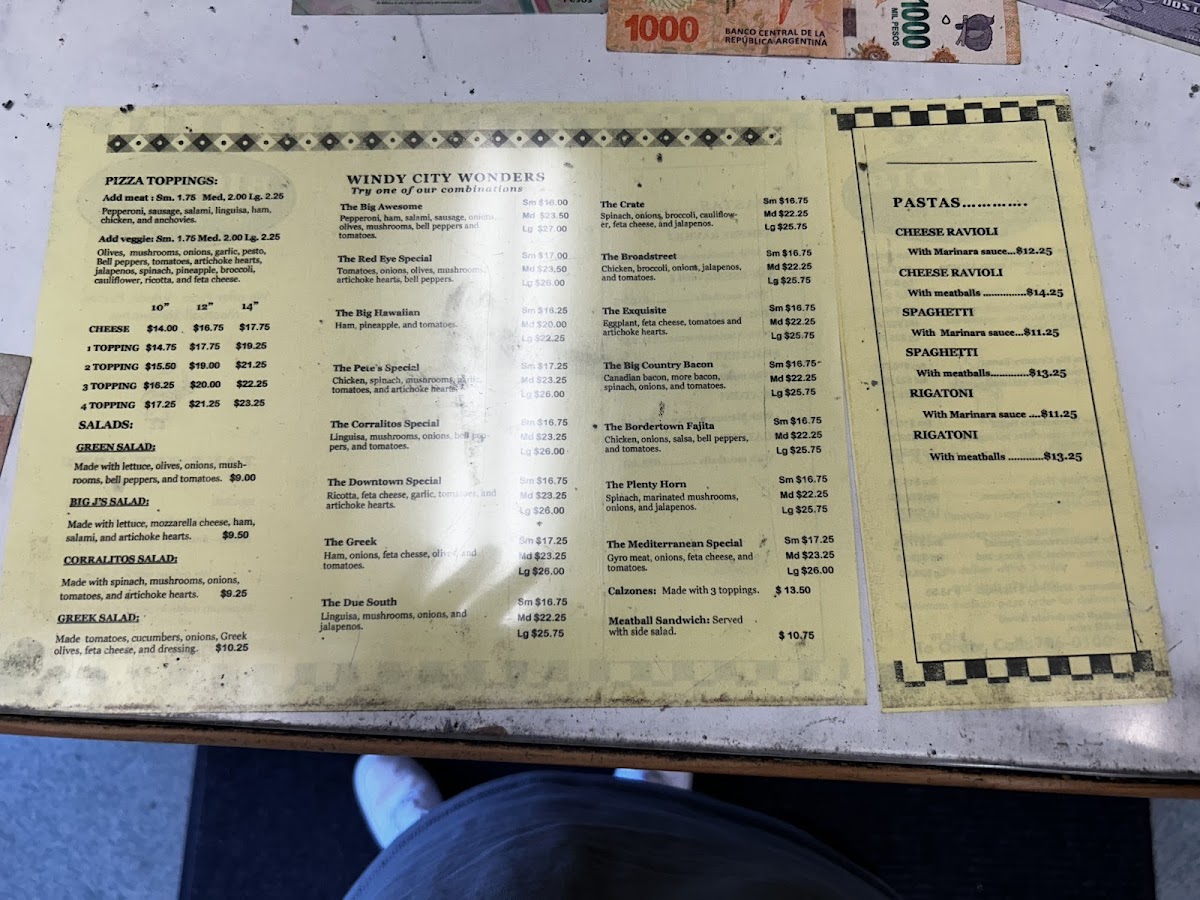 1000
BANCO CENTRAL DE LA
REPÚBLICA ARGENTINA
1000
MIL PESOS
PIZZA TOPPINGS:
Add meat : Sm. 1.75 Med, 2.00 Lg. 2.25
Pepperoni, sausage, salami, linguisa, ham,
chicken, and anchovies.
Add veggie: Sm. 1.75 Med. 2.00 Lg. 2.25
Olives, mushrooms, onions, garlic, pesto,
Bell peppers, tomatoes, artichoke hearts,
jalapenos, spinach, pineapple, broccoli,
cauliflower, ricotta, and feta cheese.
10” 12” 14”
CHEESE $14.00 $16.75 $17.75
1 TOPPING $14.75 $17.75 $19.25
2 TOPPING $15.50 $19.00 $21.25
3 TOPPING $16.25 $20.00 $22.25
4 TOPPING $17.25 $21.25 $23.25
SALADS:
GREEN SALAD:
Made with lettuce, olives, onions, mush-
rooms, bell peppers, and tomatoes. $9.00
BIG J'S SALAD:
Made with lettuce, mozzarella cheese, ham,
salami, and artichoke hearts. $9.50
CORRALITOS SALAD:
Made with spinach, mushrooms, onions,
tomatoes, and artichoke hearts. $9.25
GREEK SALAD:
Made tomatoes, cucumbers, onions, Greek
olives, feta cheese, and dressing. $10.25
WINDY CITY WONDERS
Try one of our combinations
The Big Awesome Sm $16.00
Pepperoni, ham, salami, sausage, onions, Md $23.50
olives, mushrooms, bell peppers and Lg $27.00
tomatoes.
The Red Eye Special Sm $17.00
Tomatoes, onions, olives, mushrooms, Md $23.50
artichoke hearts, bell peppers. Lg $26.00
The Big Hawaiian Sm $16.25
Ham, pineapple, and tomatoes. Md $20.00
Lg $22.25
The Pete's Special Sm $17.25
Chicken, spinach, mushrooms, garlic, Md $23.25
tomatoes, and artichoke hearts. Lg $26.00
The Corralitos Special Sm $16.75
Linguisa, mushrooms, onions, bell pep- Md $23.25
pers, and tomatoes. Lg $26.00
The Downtown Special Sm $16.75
Ricotta, feta cheese, garlic, tomatoes, and Md $23.25
artichoke hearts. Lg $26.00
The Greek Sm $17.25
Ham, onions, feta chesse, olives, and Md $23.25
tomatoes. Lg $26.00
The Due South Sm $16.75
Linguisa, mushrooms, onions, and Md $22.25
jalapenos. Lg $25.75
The Crate Sm $16.75
Spinach, onions, broccoli, cauliflow- Md $22.25
er, feta cheese, and jalapenos. Lg $25.75
The Broadstreet Sm $16.75
Chicken, broccoli, onions, jalapenos, Md $22.25
and tomatoes. Lg $25.75
The Exquisite Sm $16.75
Eggplant, feta cheese, tomatoes and Md $22.25
artichoke hearts. Lg $25.75
The Big Country Bacon Sm $16.75
Canadian bacon, more bacon, Md $22.25
spinach, onions, and tomatoes. Lg $25.75
The Bordertown Fajita Sm $16.75
Chicken, onions, salsa, bell peppers, Md $22.25
and tomatoes. Lg $25.75
The Plenty Horn Sm $16.75
Spinach, marinated mushrooms, Md $22.25
onions, and jalapenos. Lg $25.75
The Mediterranean Special Sm $17.25
Gyro meat, onions, feta cheese, and Md $23.25
tomatoes. Lg $26.00
Calzones: Made with 3 toppings. $ 13.50
Meatball Sandwich: Served
with side salad. $ 10.75
PASTAS.............
CHEESE RAVIOLI
With Marinara sauce...$12.25
CHEESE RAVIOLI
With meatballs ...............$14.25
SPAGHETTI
With Marinara sauce...$11.25
SPAGHETTI
With meatballs.............$13.25
RIGATONI
With Marinara sauce ....$11.25
RIGATONI
With meatballs ............$13.25